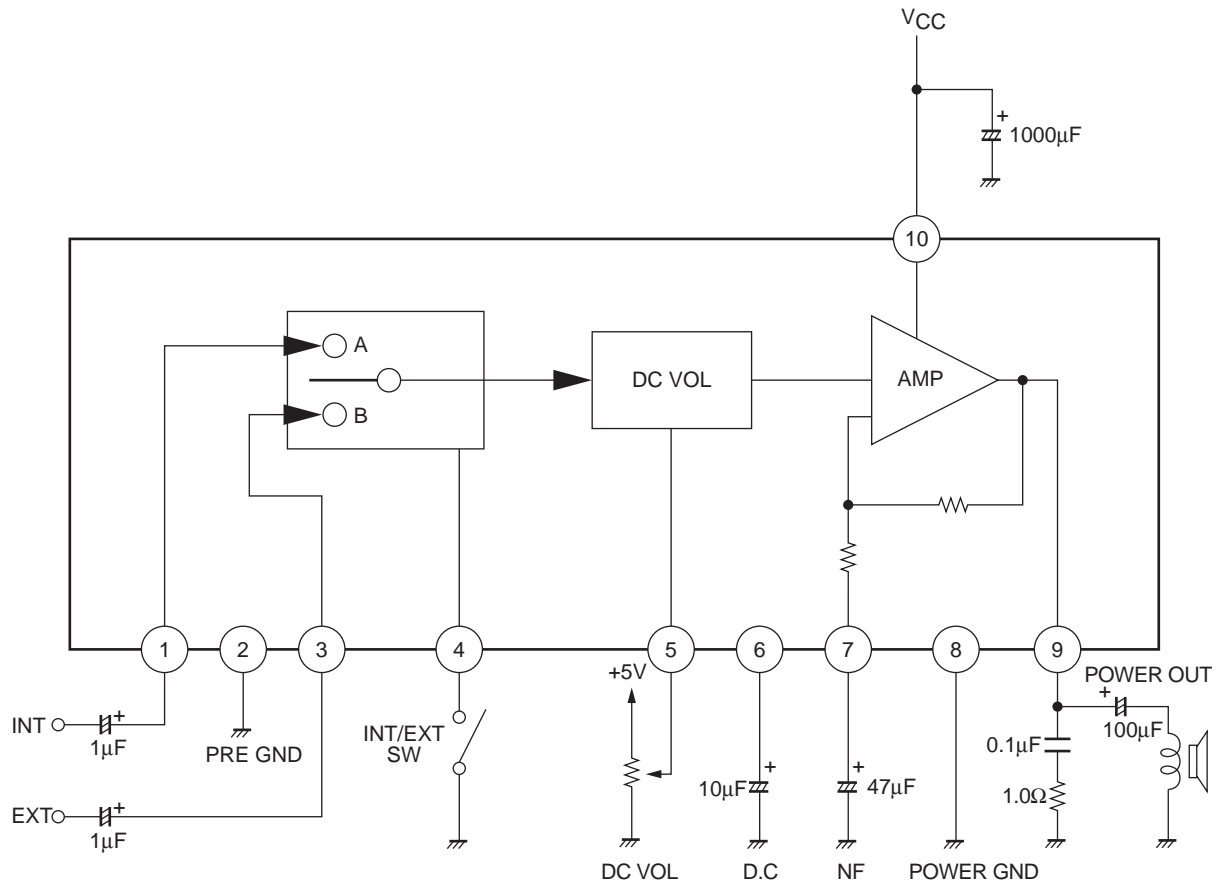 VCC
+
1000μF
10
A
B
DC VOL
AMP
1
2
3
4
5
6
7
8
9
+5V
POWER OUT
INT
+
1μF
PRE GND
INT/EXT
SW
+
10μF
+
47μF
0.1μF
+
100μF
1.0Ω
EXT
+
1μF
DC VOL
D.C
NF
POWER GND